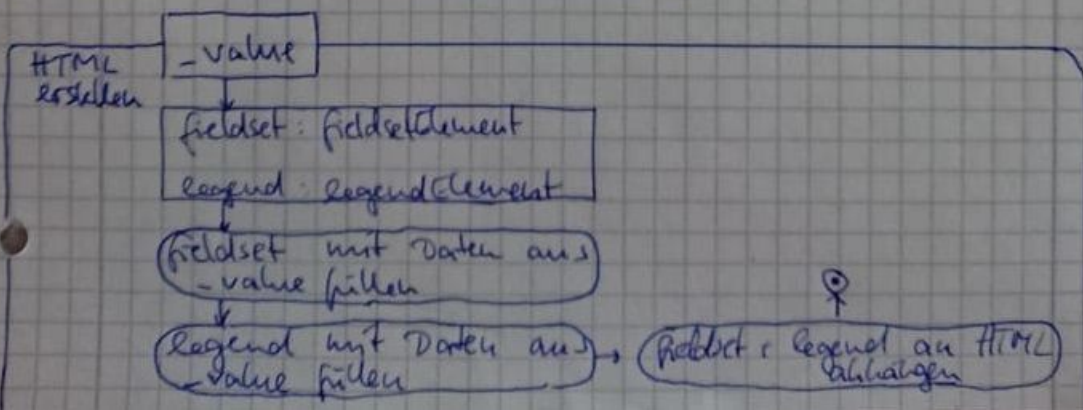 HTML
erstellen
_value
fieldset : fieldsetElement
legend : legendElement
fieldset mit Daten aus
_value füllen
legend mit Daten aus
_value füllen
fieldset & legend an HTML
anhängen